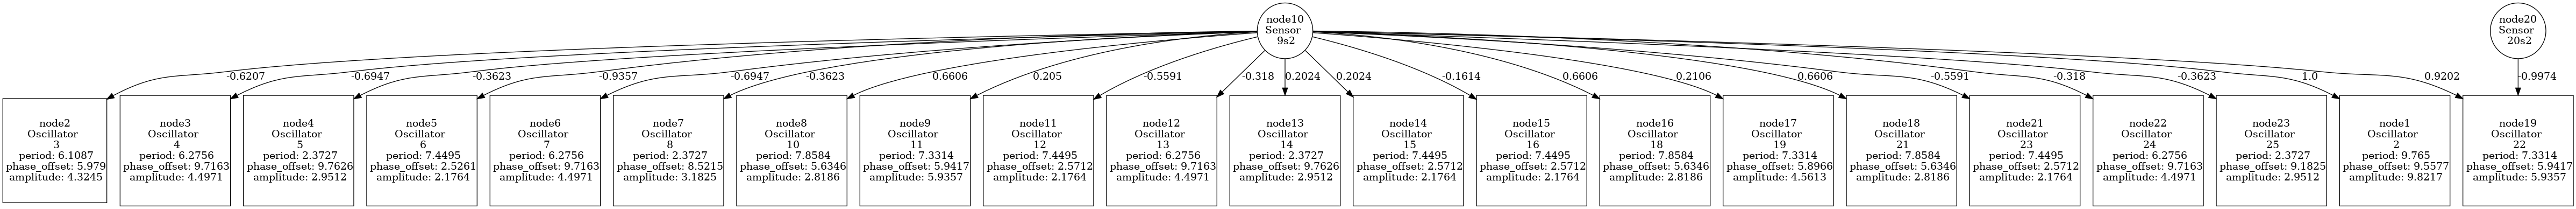 node10
Sensor
9s2
node20
Sensor
20s2
-0.6207
-0.6947
-0.3623
-0.9357
-0.6947
-0.3623
0.6606
0.205
-0.5591
-0.318
0.2024
0.2024
-0.1614
0.6606
0.2106
0.6606
-0.5591
-0.318
-0.3623
1.0
0.9202
-0.9974
node2
Oscillator
3
period: 6.1087
phase_offset: 5.979
amplitude: 4.3245
node3
Oscillator
4
period: 6.2756
phase_offset: 9.7163
amplitude: 4.4971
node4
Oscillator
5
period: 2.3727
phase_offset: 9.7626
amplitude: 2.9512
node5
Oscillator
6
period: 7.4495
phase_offset: 2.5261
amplitude: 2.1764
node6
Oscillator
7
period: 6.2756
phase_offset: 9.7163
amplitude: 4.4971
node7
Oscillator
8
period: 2.3727
phase_offset: 8.5215
amplitude: 3.1825
node8
Oscillator
10
period: 7.8584
phase_offset: 5.6346
amplitude: 2.8186
node9
Oscillator
11
period: 7.3314
phase_offset: 5.9417
amplitude: 5.9357
node11
Oscillator
12
period: 7.4495
phase_offset: 2.5712
amplitude: 2.1764
node12
Oscillator
13
period: 6.2756
phase_offset: 9.7163
amplitude: 4.4971
node13
Oscillator
14
period: 2.3727
phase_offset: 9.7626
amplitude: 2.9512
node14
Oscillator
15
period: 7.4495
phase_offset: 2.5712
amplitude: 2.1764
node15
Oscillator
16
period: 7.4495
phase_offset: 2.5712
amplitude: 2.1764
node16
Oscillator
18
period: 7.8584
phase_offset: 5.6346
amplitude: 2.8186
node17
Oscillator
19
period: 7.3314
phase_offset: 5.8966
amplitude: 4.5613
node18
Oscillator
21
period: 7.8584
phase_offset: 5.6346
amplitude: 2.8186
node21
Oscillator
23
period: 7.4495
phase_offset: 2.5712
amplitude: 2.1764
node22
Oscillator
24
period: 6.2756
phase_offset: 9.7163
amplitude: 4.4971
node23
Oscillator
25
period: 2.3727
phase_offset: 9.1825
amplitude: 2.9512
node1
Oscillator
2
period: 9.765
phase_offset: 9.5577
amplitude: 9.8217
node19
Oscillator
22
period: 7.3314
phase_offset: 5.9417
amplitude: 5.9357